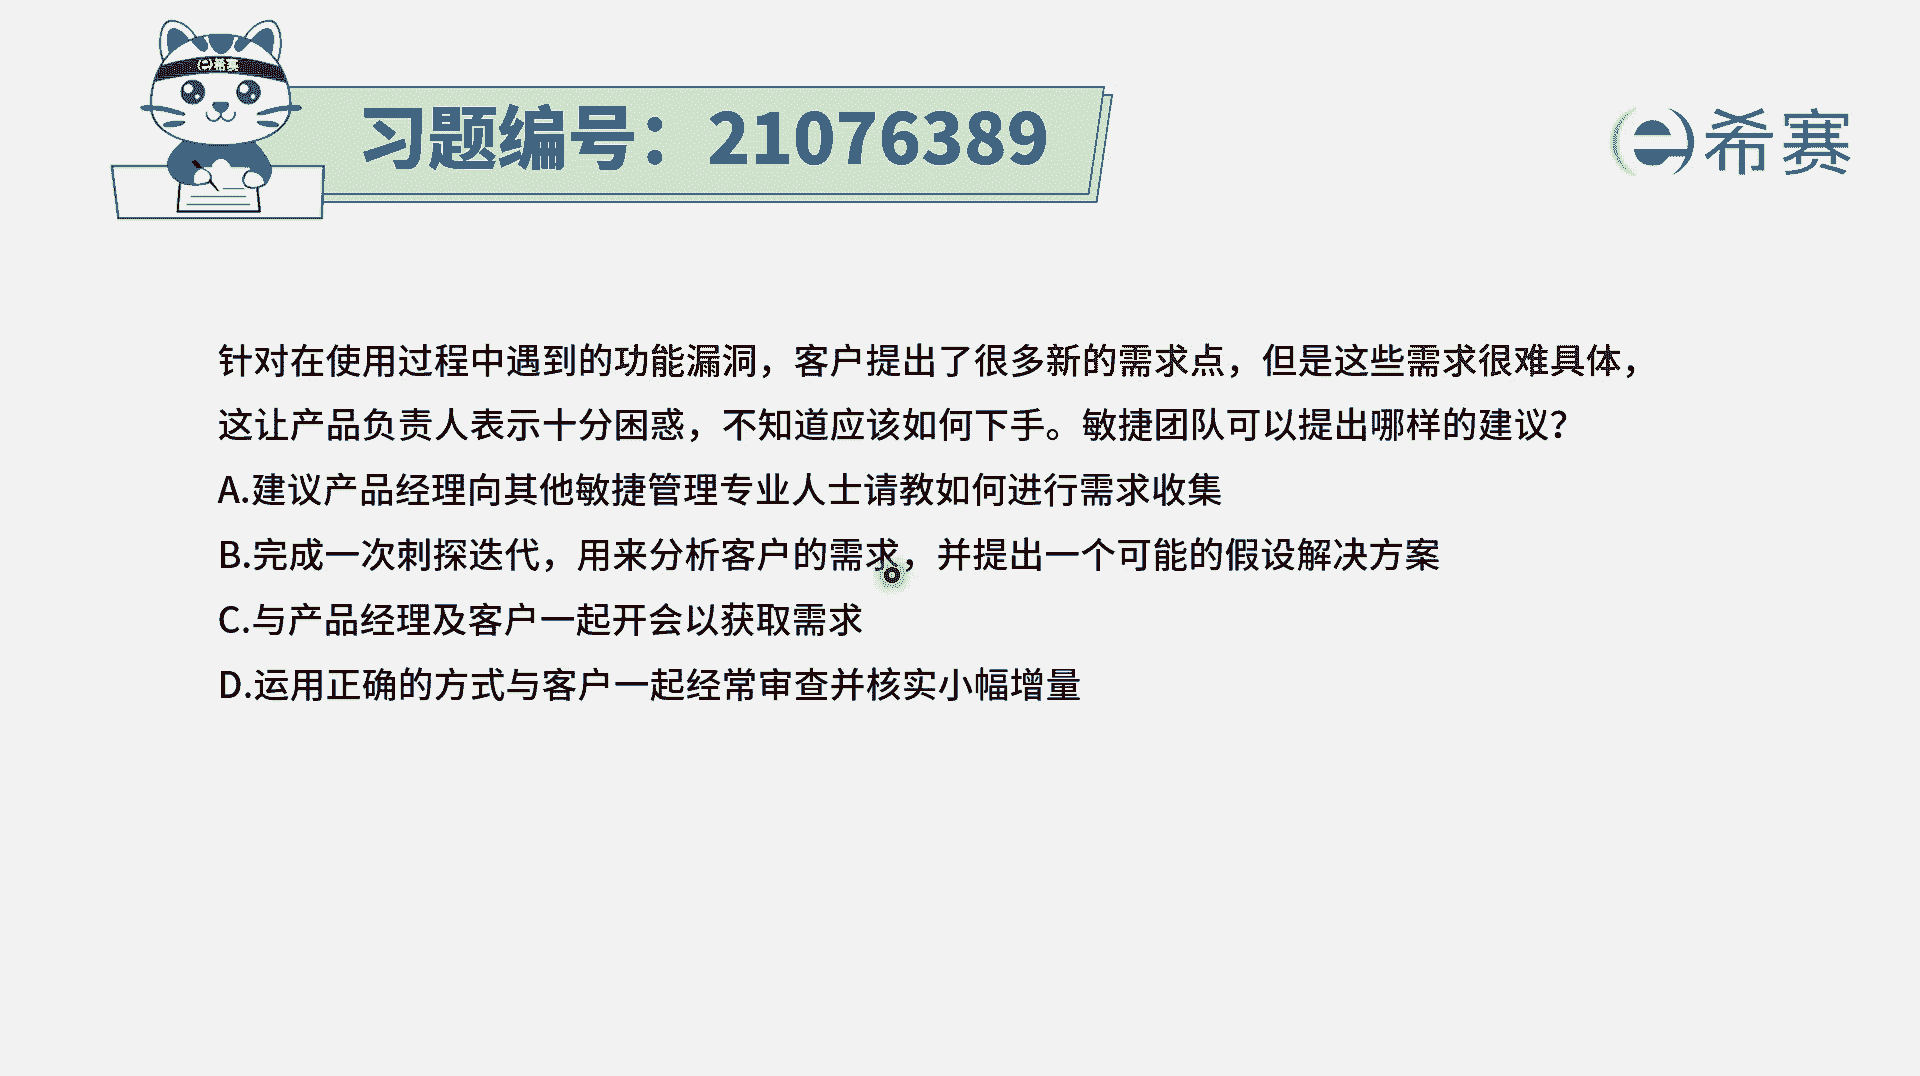 e希赛
习题编号：21076389
e希赛
针对在使用过程中遇到的功能漏洞，客户提出了很多新的需求点，但是这些需求很难具体，
这让产品负责人表示十分困惑，不知道应该如何下手。敏捷团队可以提出哪样的建议？
A.建议产品经理向其他敏捷管理专业人士请教如何进行需求收集
B.完成一次刺探迭代，用来分析客户的需求，并提出一个可能的假设解决方案
C.与产品经理及客户一起开会以获取需求
D.运用正确的方式与客户一起经常审查并核实小幅增量